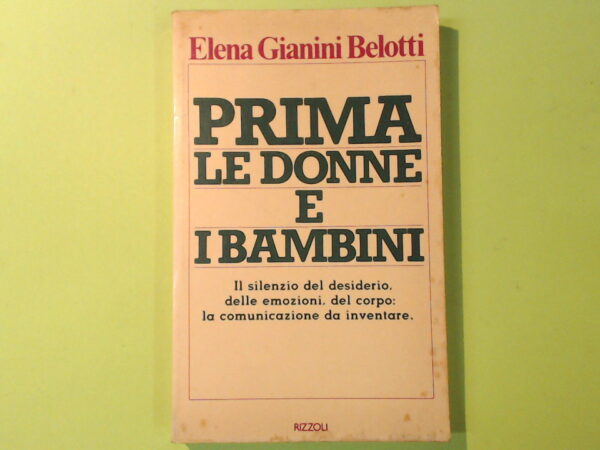 Elena Gianini Belotti
PRIMA
LE DONNE
E
I BAMBINI
Il silenzio del desiderio,
delle emozioni, del corpo:
la comunicazione da inventare.
RIZZOLI